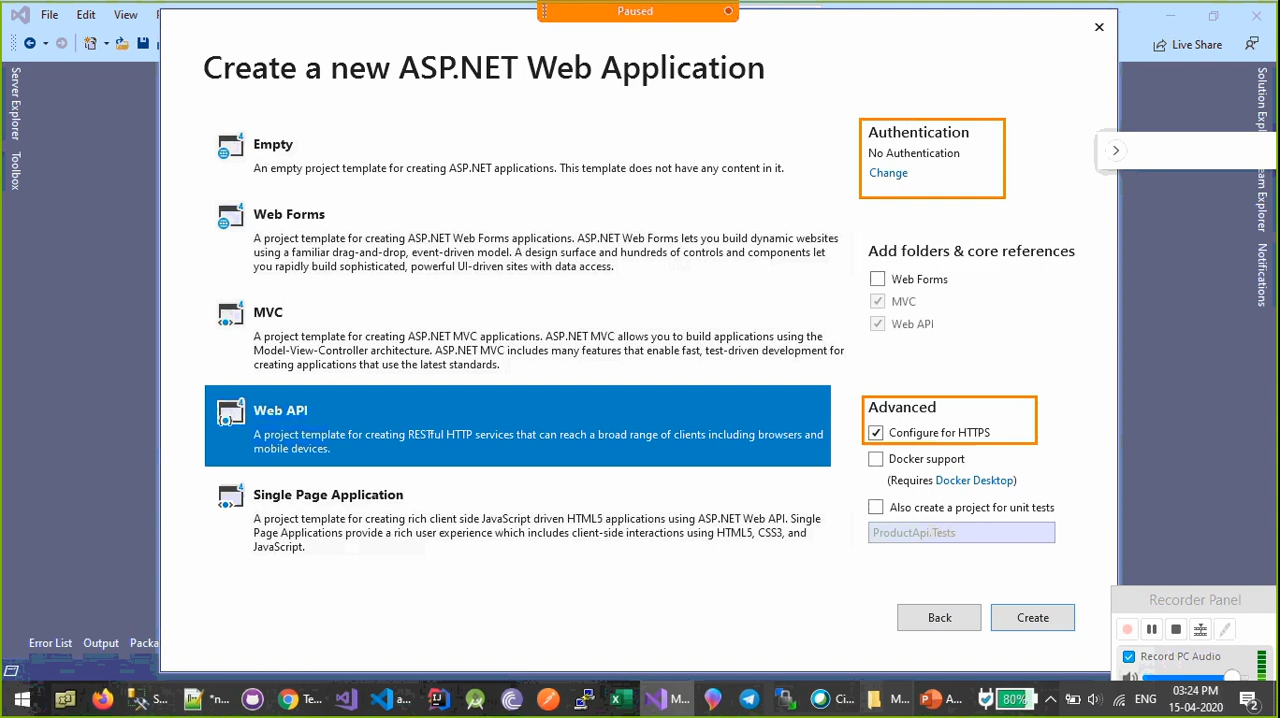 Paused
File
Edit
View
Live Share
Server Explorer
Toolbox
Create a new ASP.NET Web Application
Empty
An empty project template for creating ASP.NET applications. This template does not have any content in it.
Web Forms
A project template for creating ASP.NET Web Forms applications. ASP.NET Web Forms lets you build dynamic websites
using a familiar drag-and-drop, event-driven model. A design surface and hundreds of controls and components let
you rapidly build sophisticated, powerful UI-driven sites with data access.
MVC
A project template for creating ASP.NET MVC applications. ASP.NET MVC allows you to build applications using the
Model-View-Controller architecture. ASP.NET MVC includes many features that enable fast, test-driven development for
creating applications that use the latest standards.
Web API
A project template for creating RESTful HTTP services that can reach a broad range of clients including browsers and
mobile devices.
Single Page Application
A project template for creating rich client side JavaScript driven HTML5 applications using ASP.NET Web API. Single
Page Applications provide a rich user experience which includes client-side interactions using HTML5, CSS3, and
JavaScript.
Authentication
No Authentication
Change
Add folders & core references
Web Forms
MVC
Web API
Advanced
Configure for HTTPS
Docker support
(Requires Docker Desktop)
Also create a project for unit tests
ProductApi.Tests
Back
Create
Solution Expl
eam Explorer
Notifications
Error List
Output
Packa
Recorder Panel
Record PC Audio
S...
*n...
Te...
a...
M...
Ci...
M...
A...
80%
ENG
03:24 PM
15-04-2020
2